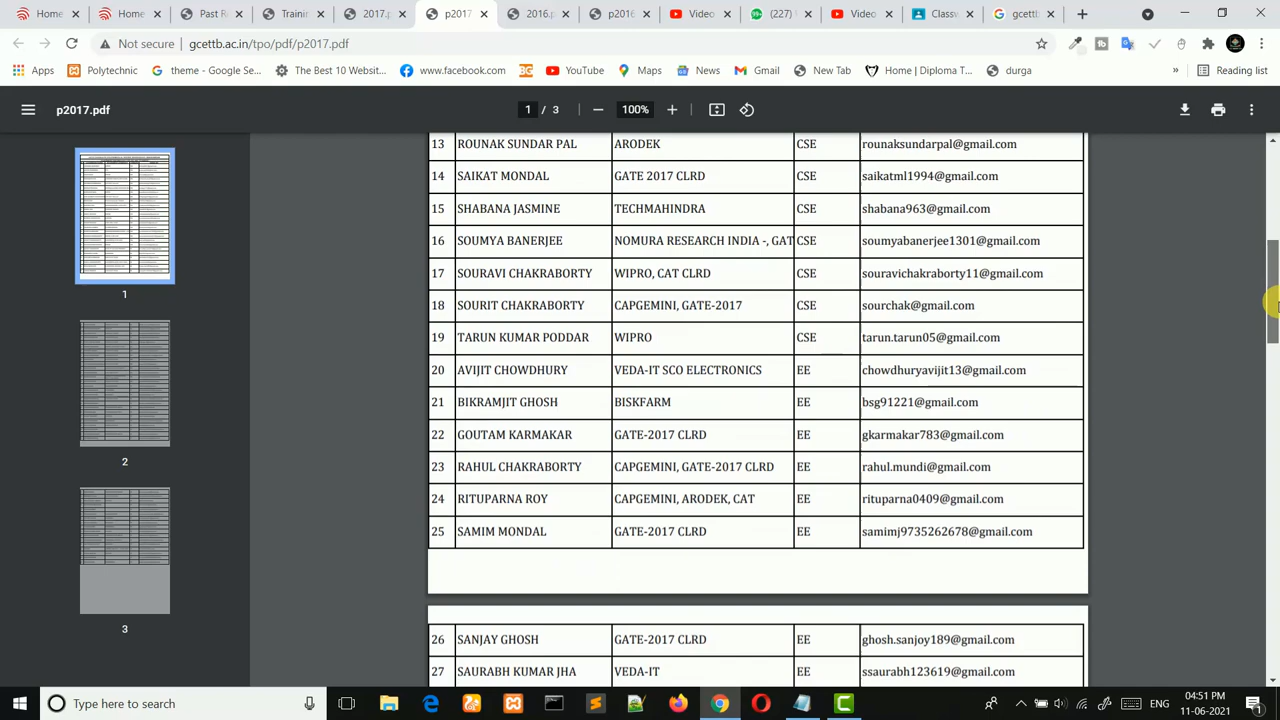 Home
Home
Past R
Traini
2017.p
p2017
2016.p
p2016
Video
(227)
Video
Classw
gcettb
Not secure | gcettb.ac.in/tpo/pdf/p2017.pdf
Apps
Polytechnic
theme - Google Se...
The 10 Best Websit...
www.facebook.com
YouTube
Maps
News
Gmail
New Tab
Home | Diploma T...
durga
»
Reading list
p2017.pdf
1 / 3
100%
13 ROUNAK SUNDAR PAL ARODEK CSE rounaksundarpal@gmail.com
14 SAIKAT MONDAL GATE 2017 CLRD CSE saikatml1994@gmail.com
15 SHABANA JASMINE TECHMAHINDRA CSE shabana963@gmail.com
16 SOUMYA BANERJEE NOMURA RESEARCH INDIA -, GAT CSE soumyabanerjee1301@gmail.com
17 SOURAVI CHAKRABORTY WIPRO, CAT CLRD CSE souravichakraborty11@gmail.com
18 SOURIT CHAKRABORTY CAPGEMINI, GATE-2017 CSE sourchak@gmail.com
19 TARUN KUMAR PODDAR WIPRO CSE tarun.tarun05@gmail.com
20 AVIJIT CHOWDHURY VEDA-IT SCO ELECTRONICS EE chowdhuryavijit13@gmail.com
21 BIKRAMJIT GHOSH BISKFARM EE bsg91221@gmail.com
22 GOUTAM KARMAKAR GATE-2017 CLRD EE gkarmakar783@gmail.com
23 RAHUL CHAKRABORTY CAPGEMINI, GATE-2017 CLRD EE rahul.mundi@gmail.com
24 RITUPARNA ROY CAPGEMINI, ARODEK, CAT EE rituparna0409@gmail.com
25 SAMIM MONDAL GATE-2017 CLRD EE samimj9735262678@gmail.com
26 SANJAY GHOSH GATE-2017 CLRD EE ghosh.sanjoy189@gmail.com
27 SAURABH KUMAR JHA VEDA-IT EE ssaurabh123619@gmail.com
1
2
3
Type here to search
ENG
04:51 PM
11-06-2021